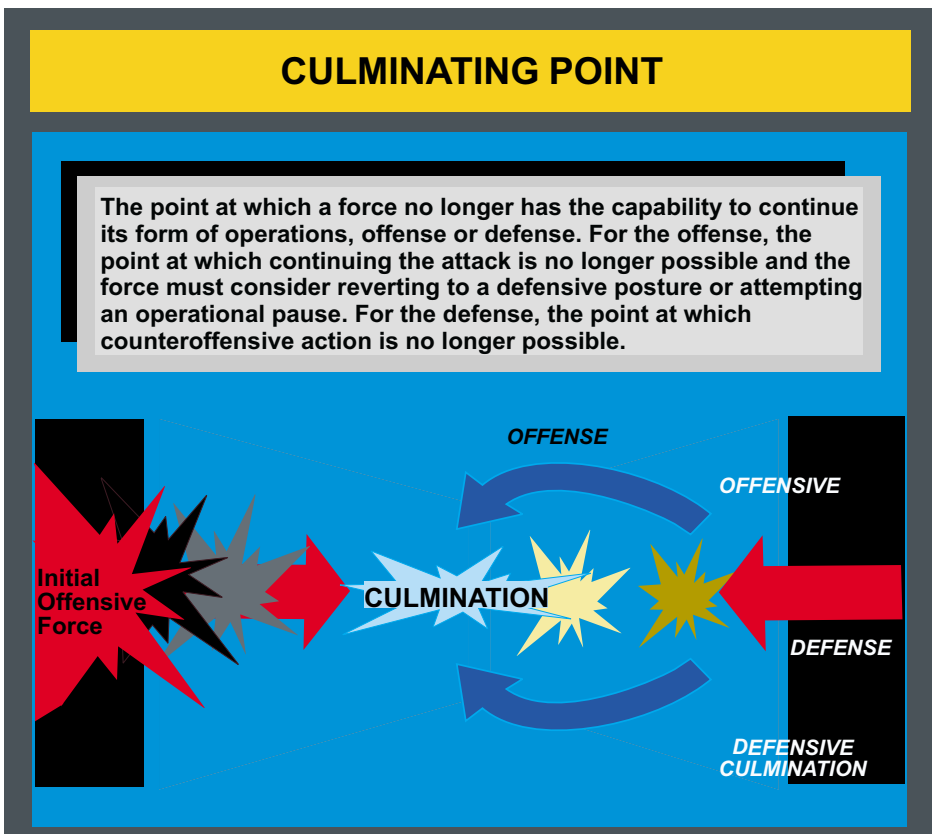 CULMINATING POINT
The point at which a force no longer has the capability to continue
its form of operations, offense or defense. For the offense, the
point at which continuing the attack is no longer possible and the
force must consider reverting to a defensive posture or attempting
an operational pause. For the defense, the point at which
counteroffensive action is no longer possible.
OFFENSE
OFFENSIVE
Initial
Offensive
Force
CULMINATION
DEFENSE
DEFENSIVE
CULMINATION